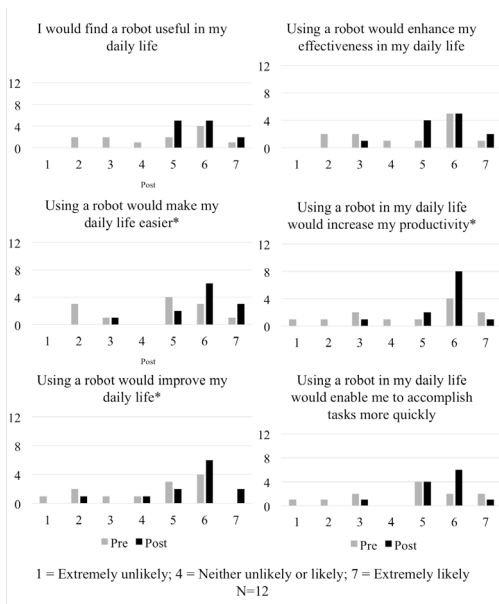 I would find a robot useful in my
daily life
12
8
4
0
1 2 3 4 5 6 7
Post
Using a robot would enhance my
effectiveness in my daily life
12
8
4
0
1 2 3 4 5 6 7
Using a robot would make my
daily life easier*
12
8
4
0
1 2 3 4 5 6 7
Post
Using a robot in my daily life
would increase my productivity*
12
8
4
0
1 2 3 4 5 6 7
Using a robot would improve my
daily life*
12
8
4
0
1 2 3 4 5 6 7
Pre Post
Using a robot in my daily life
would enable me to accomplish
tasks more quickly
12
8
4
0
1 2 3 4 5 6 7
Pre Post
1 = Extremely unlikely; 4 = Neither unlikely or likely; 7 = Extremely likely
N=12